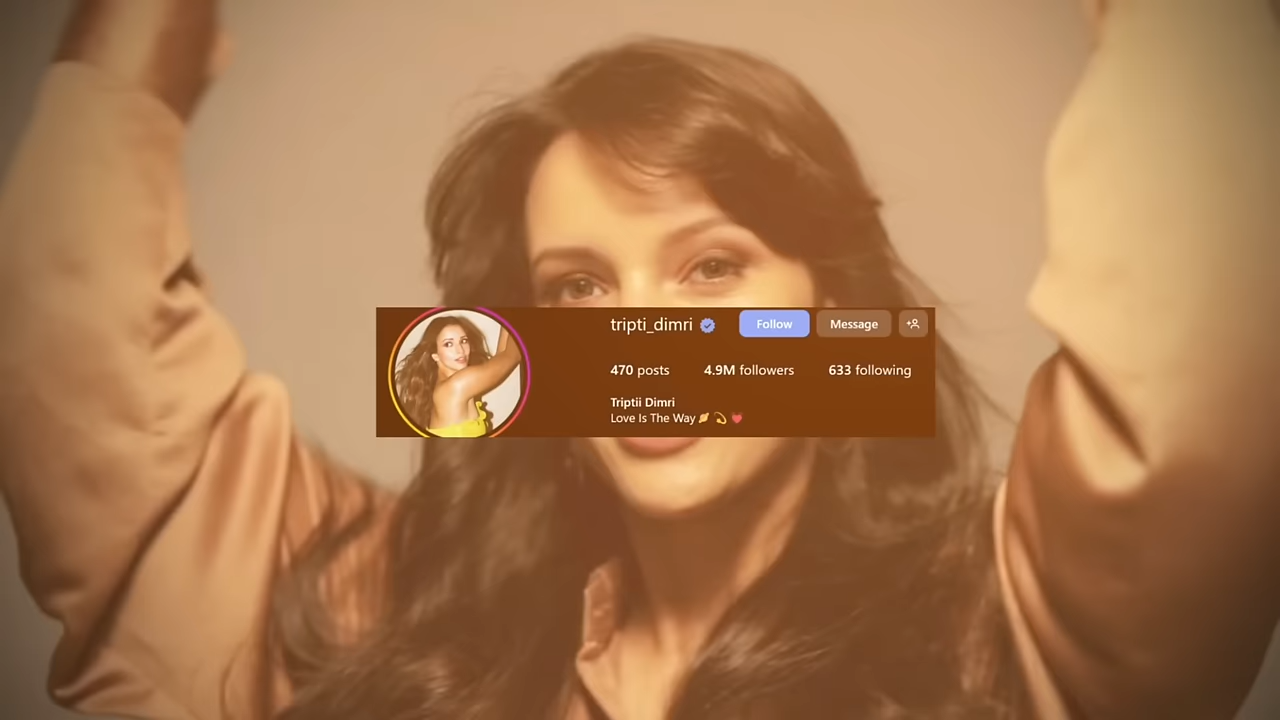 tripti_dimri Follow Message
470 posts 4.9M followers 633 following
Triptii Dimri
Love Is The Way 🪐 💫 💓